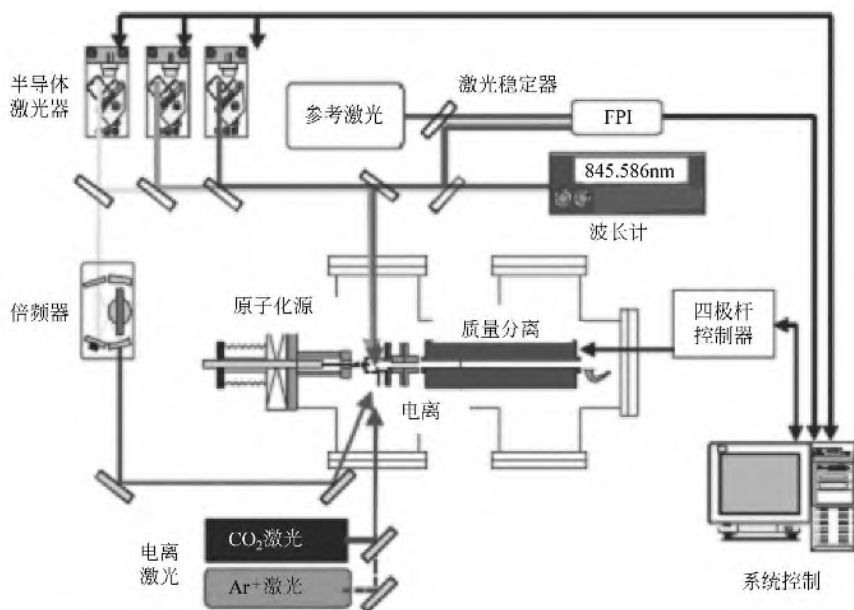 半导体
激光器
参考激光
激光稳定器
FPI
845.586nm
波长计
倍频器
原子化源
质量分离
四极杆
控制器
电离
电离
激光
CO₂激光
Ar⁺激光
系统控制